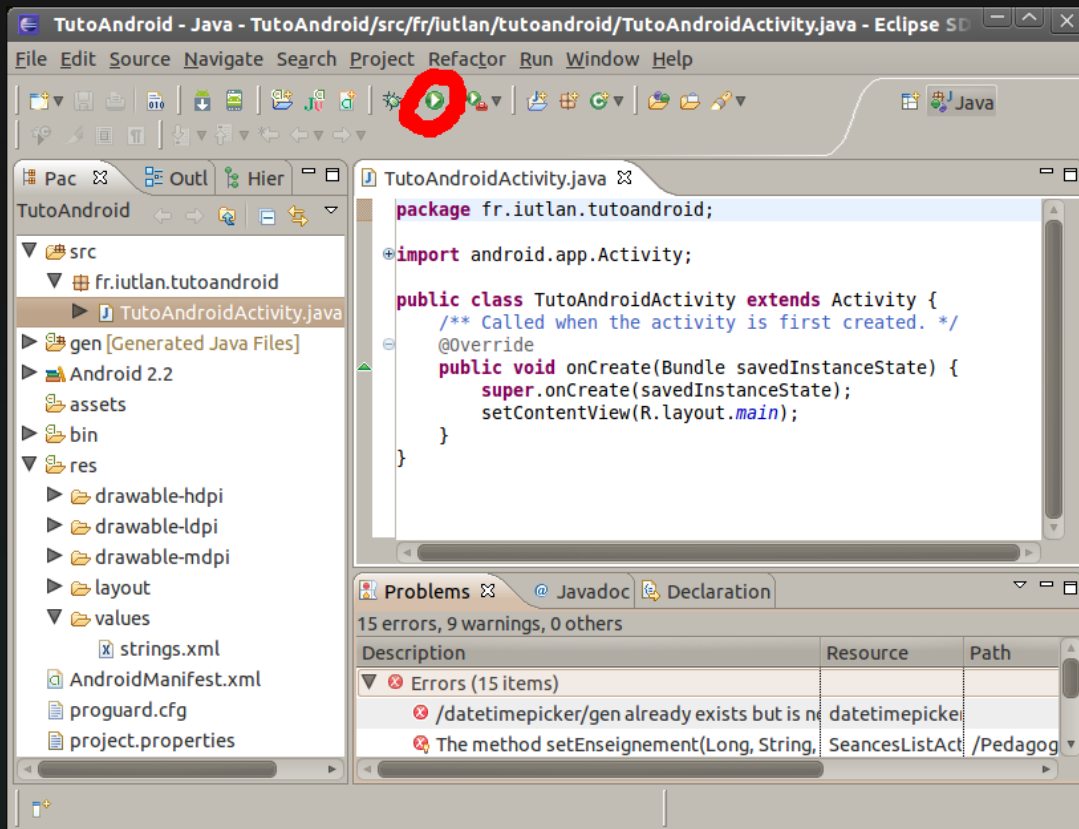 TutoAndroid - Java - TutoAndroid/src/fr/iutlan/tutoandroid/TutoAndroidActivity.java - Eclipse SD
File Edit Source Navigate Search Project Refactor Run Window Help
Java
Pac Outl Hier
TutoAndroid
src
fr.iutlan.tutoandroid
TutoAndroidActivity.java
gen [Generated Java Files]
Android 2.2
assets
bin
res
drawable-hdpi
drawable-ldpi
drawable-mdpi
layout
values
strings.xml
AndroidManifest.xml
proguard.cfg
project.properties
TutoAndroidActivity.java
package fr.iutlan.tutoandroid;
import android.app.Activity;
public class TutoAndroidActivity extends Activity {
/** Called when the activity is first created. */
@Override
public void onCreate(Bundle savedInstanceState) {
super.onCreate(savedInstanceState);
setContentView(R.layout.main);
}
}
Problems Javadoc Declaration
15 errors, 9 warnings, 0 others
Description Resource Path
Errors (15 items)
/datetimepicker/gen already exists but is datetimepicke
The method setEnseignement(Long, String, SeancesListAct /Pedagog